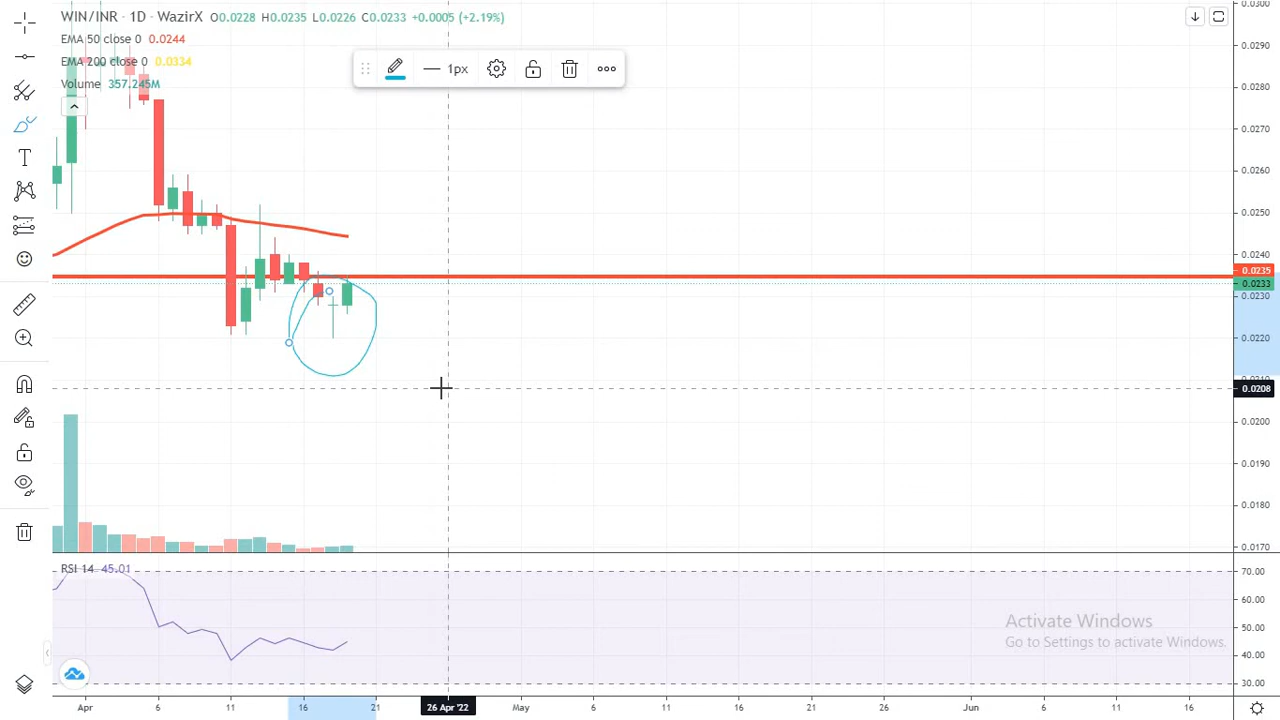 WIN/INR · 1D · WazirX O0.0228 H0.0235 L0.0226 C0.0233 +0.0005 (+2.19%)
EMA 50 close 0 0.0244
EMA 200 close 0 0.0334
Volume 357.245M
1px
T
0.0300
0.0290
0.0280
0.0270
0.0260
0.0250
0.0240
0.0235
0.0233
0.0230
0.0220
0.0208
0.0200
0.0190
0.0180
0.0170
RSI 14 45.01
70.00
60.00
50.00
40.00
30.00
Activate Windows
Go to Settings to activate Windows.
Apr 6 11 16 21 26 Apr '22 May 6 11 16 21 26 Jun 6 11 16